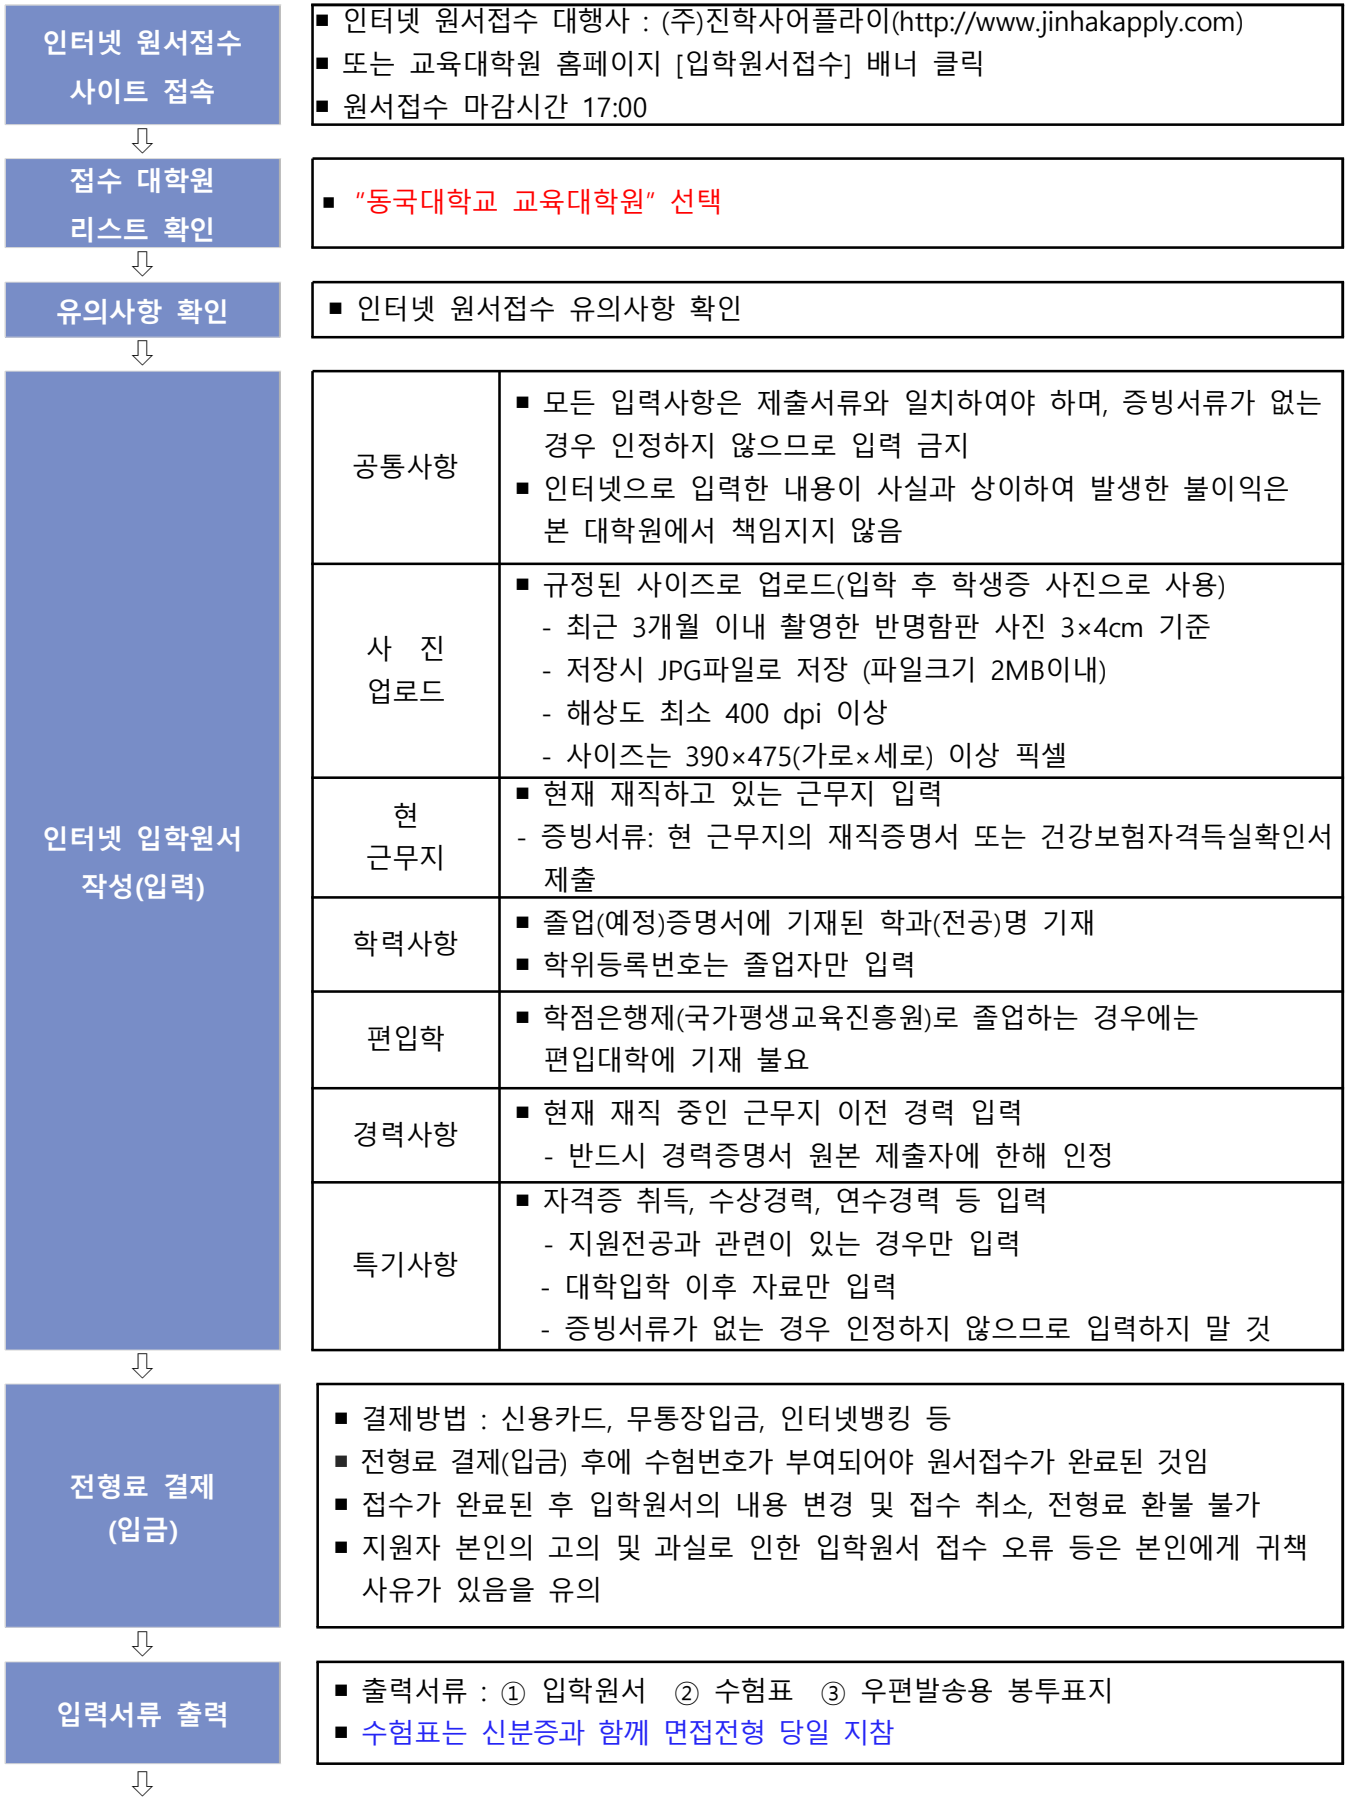 인터넷 원서접수
사이트 접속
■ 인터넷 원서접수 대행사 : (주)진학사어플라이(http://www.jinhakapply.com)
■ 또는 교육대학원 홈페이지 [입학원서접수] 배너 클릭
■ 원서접수 마감시간 17:00
⇩
접수 대학원
리스트 확인
■ “동국대학교 교육대학원“ 선택
⇩
유의사항 확인
■ 인터넷 원서접수 유의사항 확인
⇩
인터넷 입학원서
작성(입력)
공통사항
■ 모든 입력사항은 제출서류와 일치하여야 하며, 증빙서류가 없는
경우 인정하지 않으므로 입력 금지
■ 인터넷으로 입력한 내용이 사실과 상이하여 발생한 불이익은
본 대학원에서 책임지지 않음
사 진
업로드
■ 규정된 사이즈로 업로드(입학 후 학생증 사진으로 사용)
- 최근 3개월 이내 촬영한 반명함판 사진 3×4cm 기준
- 저장시 JPG파일로 저장 (파일크기 2MB이내)
- 해상도 최소 400 dpi 이상
- 사이즈는 390×475(가로×세로) 이상 픽셀
현
근무지
■ 현재 재직하고 있는 근무지 입력
- 증빙서류: 현 근무지의 재직증명서 또는 건강보험자격득실확인서
제출
학력사항
■ 졸업(예정)증명서에 기재된 학과(전공)명 기재
■ 학위등록번호는 졸업자만 입력
편입학
■ 학점은행제(국가평생교육진흥원)로 졸업하는 경우에는
편입대학에 기재 불요
경력사항
■ 현재 재직 중인 근무지 이전 경력 입력
- 반드시 경력증명서 원본 제출자에 한해 인정
특기사항
■ 자격증 취득, 수상경력, 연수경력 등 입력
- 지원전공과 관련이 있는 경우만 입력
- 대학입학 이후 자료만 입력
- 증빙서류가 없는 경우 인정하지 않으므로 입력하지 말 것
⇩
전형료 결제
(입금)
■ 결제방법 : 신용카드, 무통장입금, 인터넷뱅킹 등
■ 전형료 결제(입금) 후에 수험번호가 부여되어야 원서접수가 완료된 것임
■ 접수가 완료된 후 입학원서의 내용 변경 및 접수 취소, 전형료 환불 불가
■ 지원자 본인의 고의 및 과실로 인한 입학원서 접수 오류 등은 본인에게 귀책
사유가 있음을 유의
⇩
입력서류 출력
■ 출력서류 : ① 입학원서 ② 수험표 ③ 우편발송용 봉투표지
■ 수험표는 신분증과 함께 면접전형 당일 지참
⇩